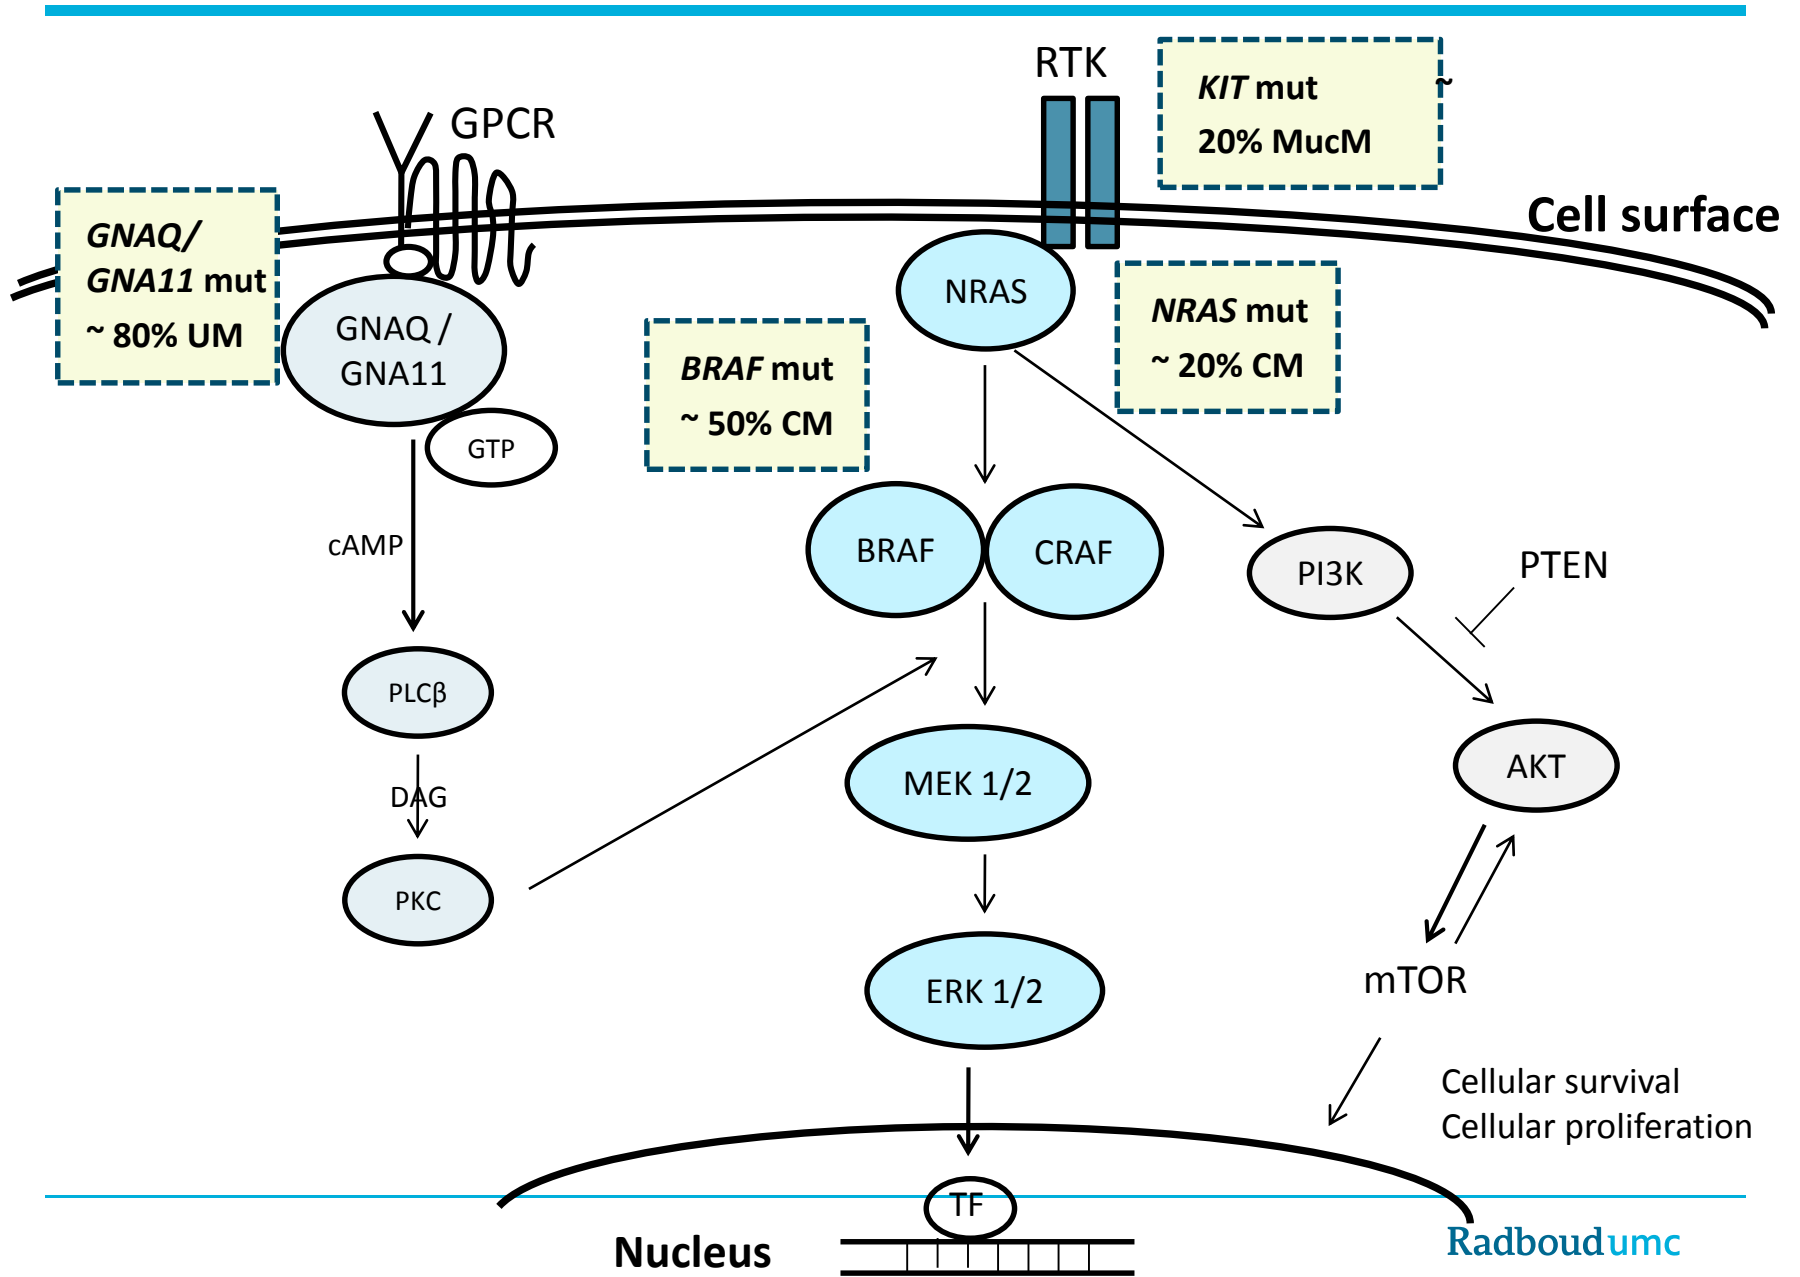 RTK
KIT mut ~
20% MucM
GPCR
Cell surface
GNAQ/
GNA11 mut
~ 80% UM
GNAQ /
GNA11
GTP
NRAS
NRAS mut
~ 20% CM
BRAF mut
~ 50% CM
cAMP
BRAF
CRAF
PI3K
PTEN
PLCβ
DAG
PKC
MEK 1/2
AKT
ERK 1/2
mTOR
Cellular survival
Cellular proliferation
TF
Nucleus
Radboudumc